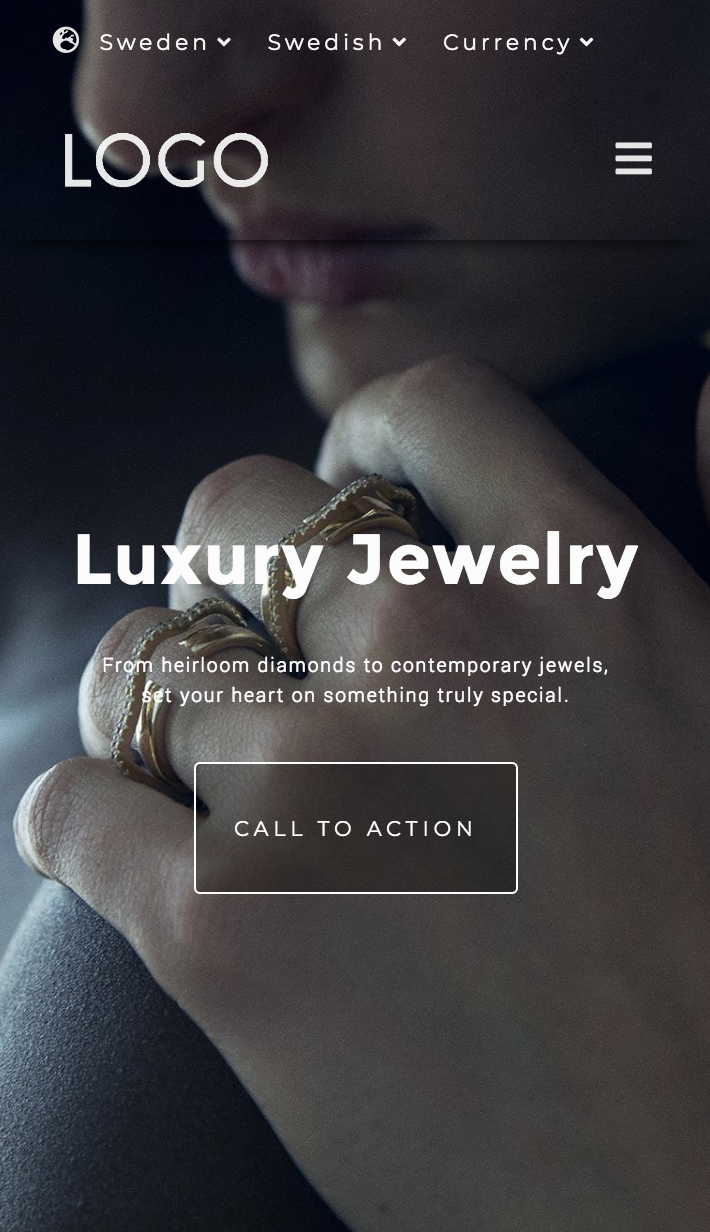 Sweden Swedish Currency
LOGO
Luxury Jewelry
From heirloom diamonds to contemporary jewels,
set your heart on something truly special.
CALL TO ACTION